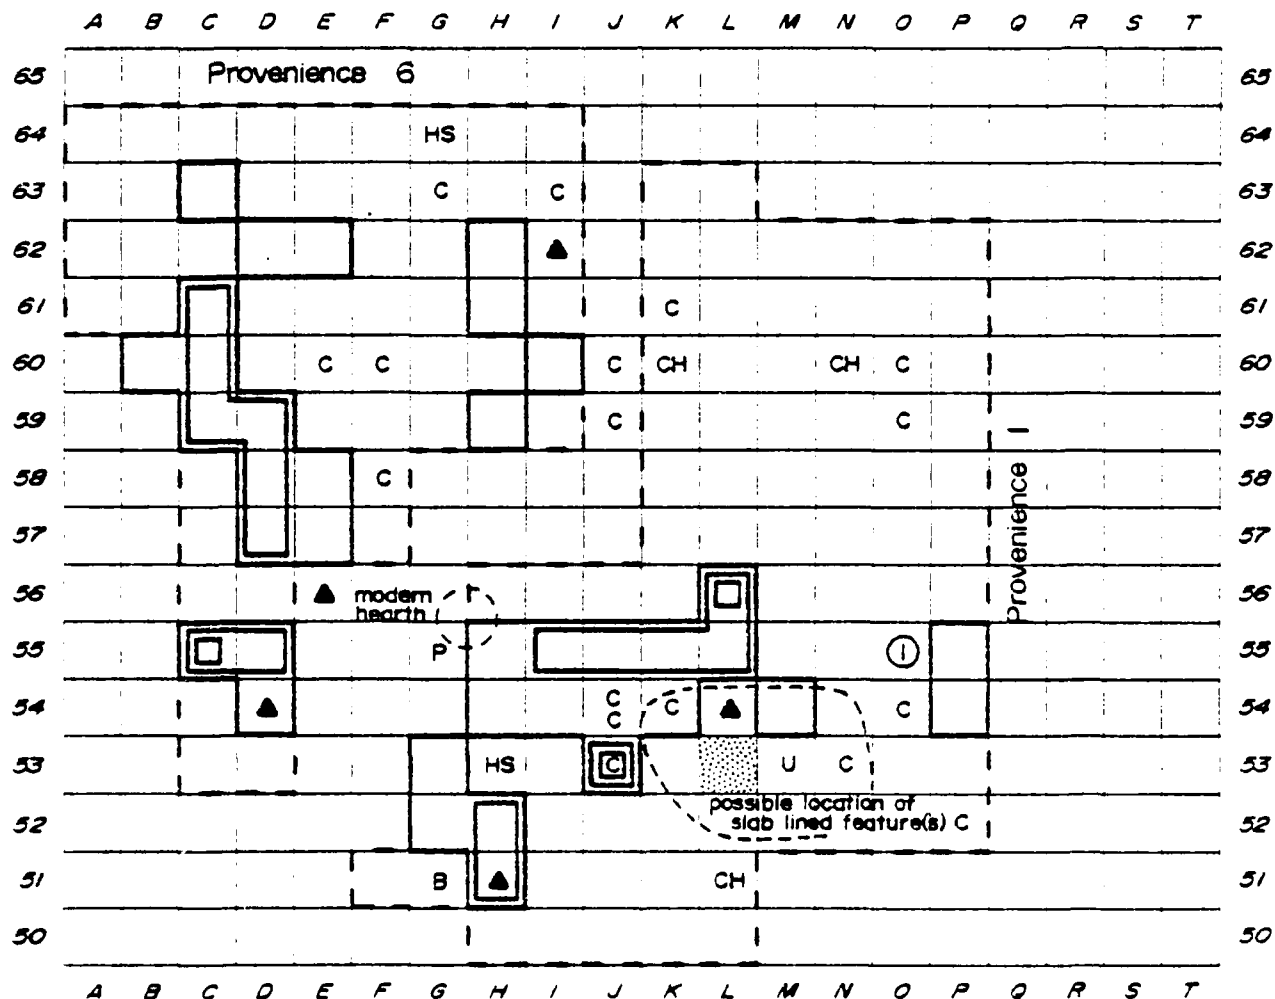 A B C D E F G H I J K L M N O P Q R S T
65 Provenience 6 65
64 HS 64
63 C C 63
62 62
61 C 61
60 C C C CH CH C 60
59 C C 59
58 C 58
57 57
Provenience 1
56 modern 56
hearth
55 P 1 55
54 C C C 54
C
53 HS C U C 53
possible location of
52 slab lined feature(s) C 52
51 B CH 51
50 50
A B C D E F G H I J K L M N O P Q R S T